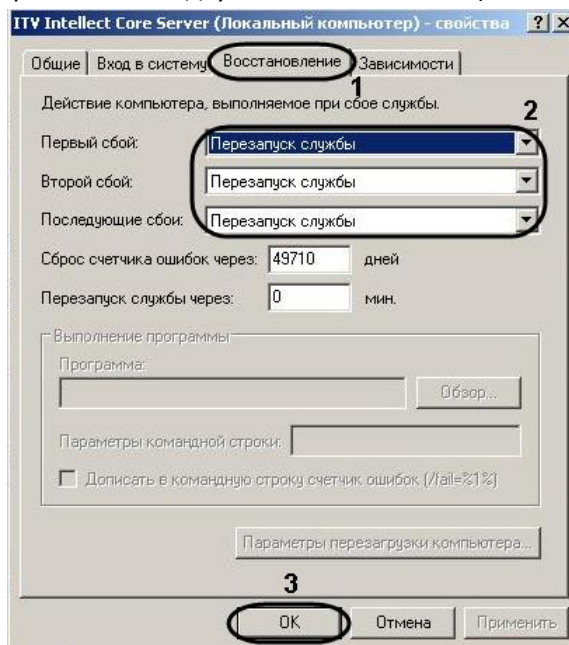 ITV Intellect Core Server (Локальный компьютер) - свойства
Общие Вход в систему Восстановление Зависимости
1
Действие компьютера, выполняемое при сбое службы.
2
Первый сбой: Перезапуск службы
Второй сбой: Перезапуск службы
Последующие сбои: Перезапуск службы
Сброс счетчика ошибок через: 49710 дней
Перезапуск службы через: 0 мин.
Выполнение программы
Программа:
Обзор...
Параметры командной строки:
Дописать в командную строку счетчик ошибок (/fail=%1%)
Параметры перезагрузки компьютера...
3
OK Отмена Применить